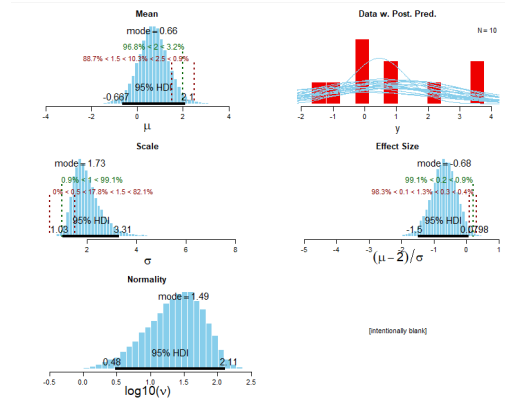 Mean
mode = 0.66
96.8% < 2 < 3.2%
88.7% < 1.5 < 10.3% < 2.5 < 0.9%
95% HDI
-0.667 2.1
-4 -2 0 2 4
μ
Data w. Post. Pred.
N = 10
-2 -1 0 1 2 3 4
y
Scale
mode = 1.73
0.9% < 1 < 99.1%
0% < 0.5 < 17.8% < 1.5 < 82.1%
95% HDI
1.03 3.31
2 4 6 8
σ
Effect Size
mode = -0.68
99.1% < 0.2 < 0.9%
98.3% < 0.1 < 1.3% < 0.3 < 0.4%
95% HDI
-1.5 0.0798
-5 -4 -3 -2 -1 0 1
(μ − 2) / σ
Normality
mode = 1.49
95% HDI
0.48 2.11
-0.5 0.0 0.5 1.0 1.5 2.0 2.5
log10(ν)
[intentionally blank]